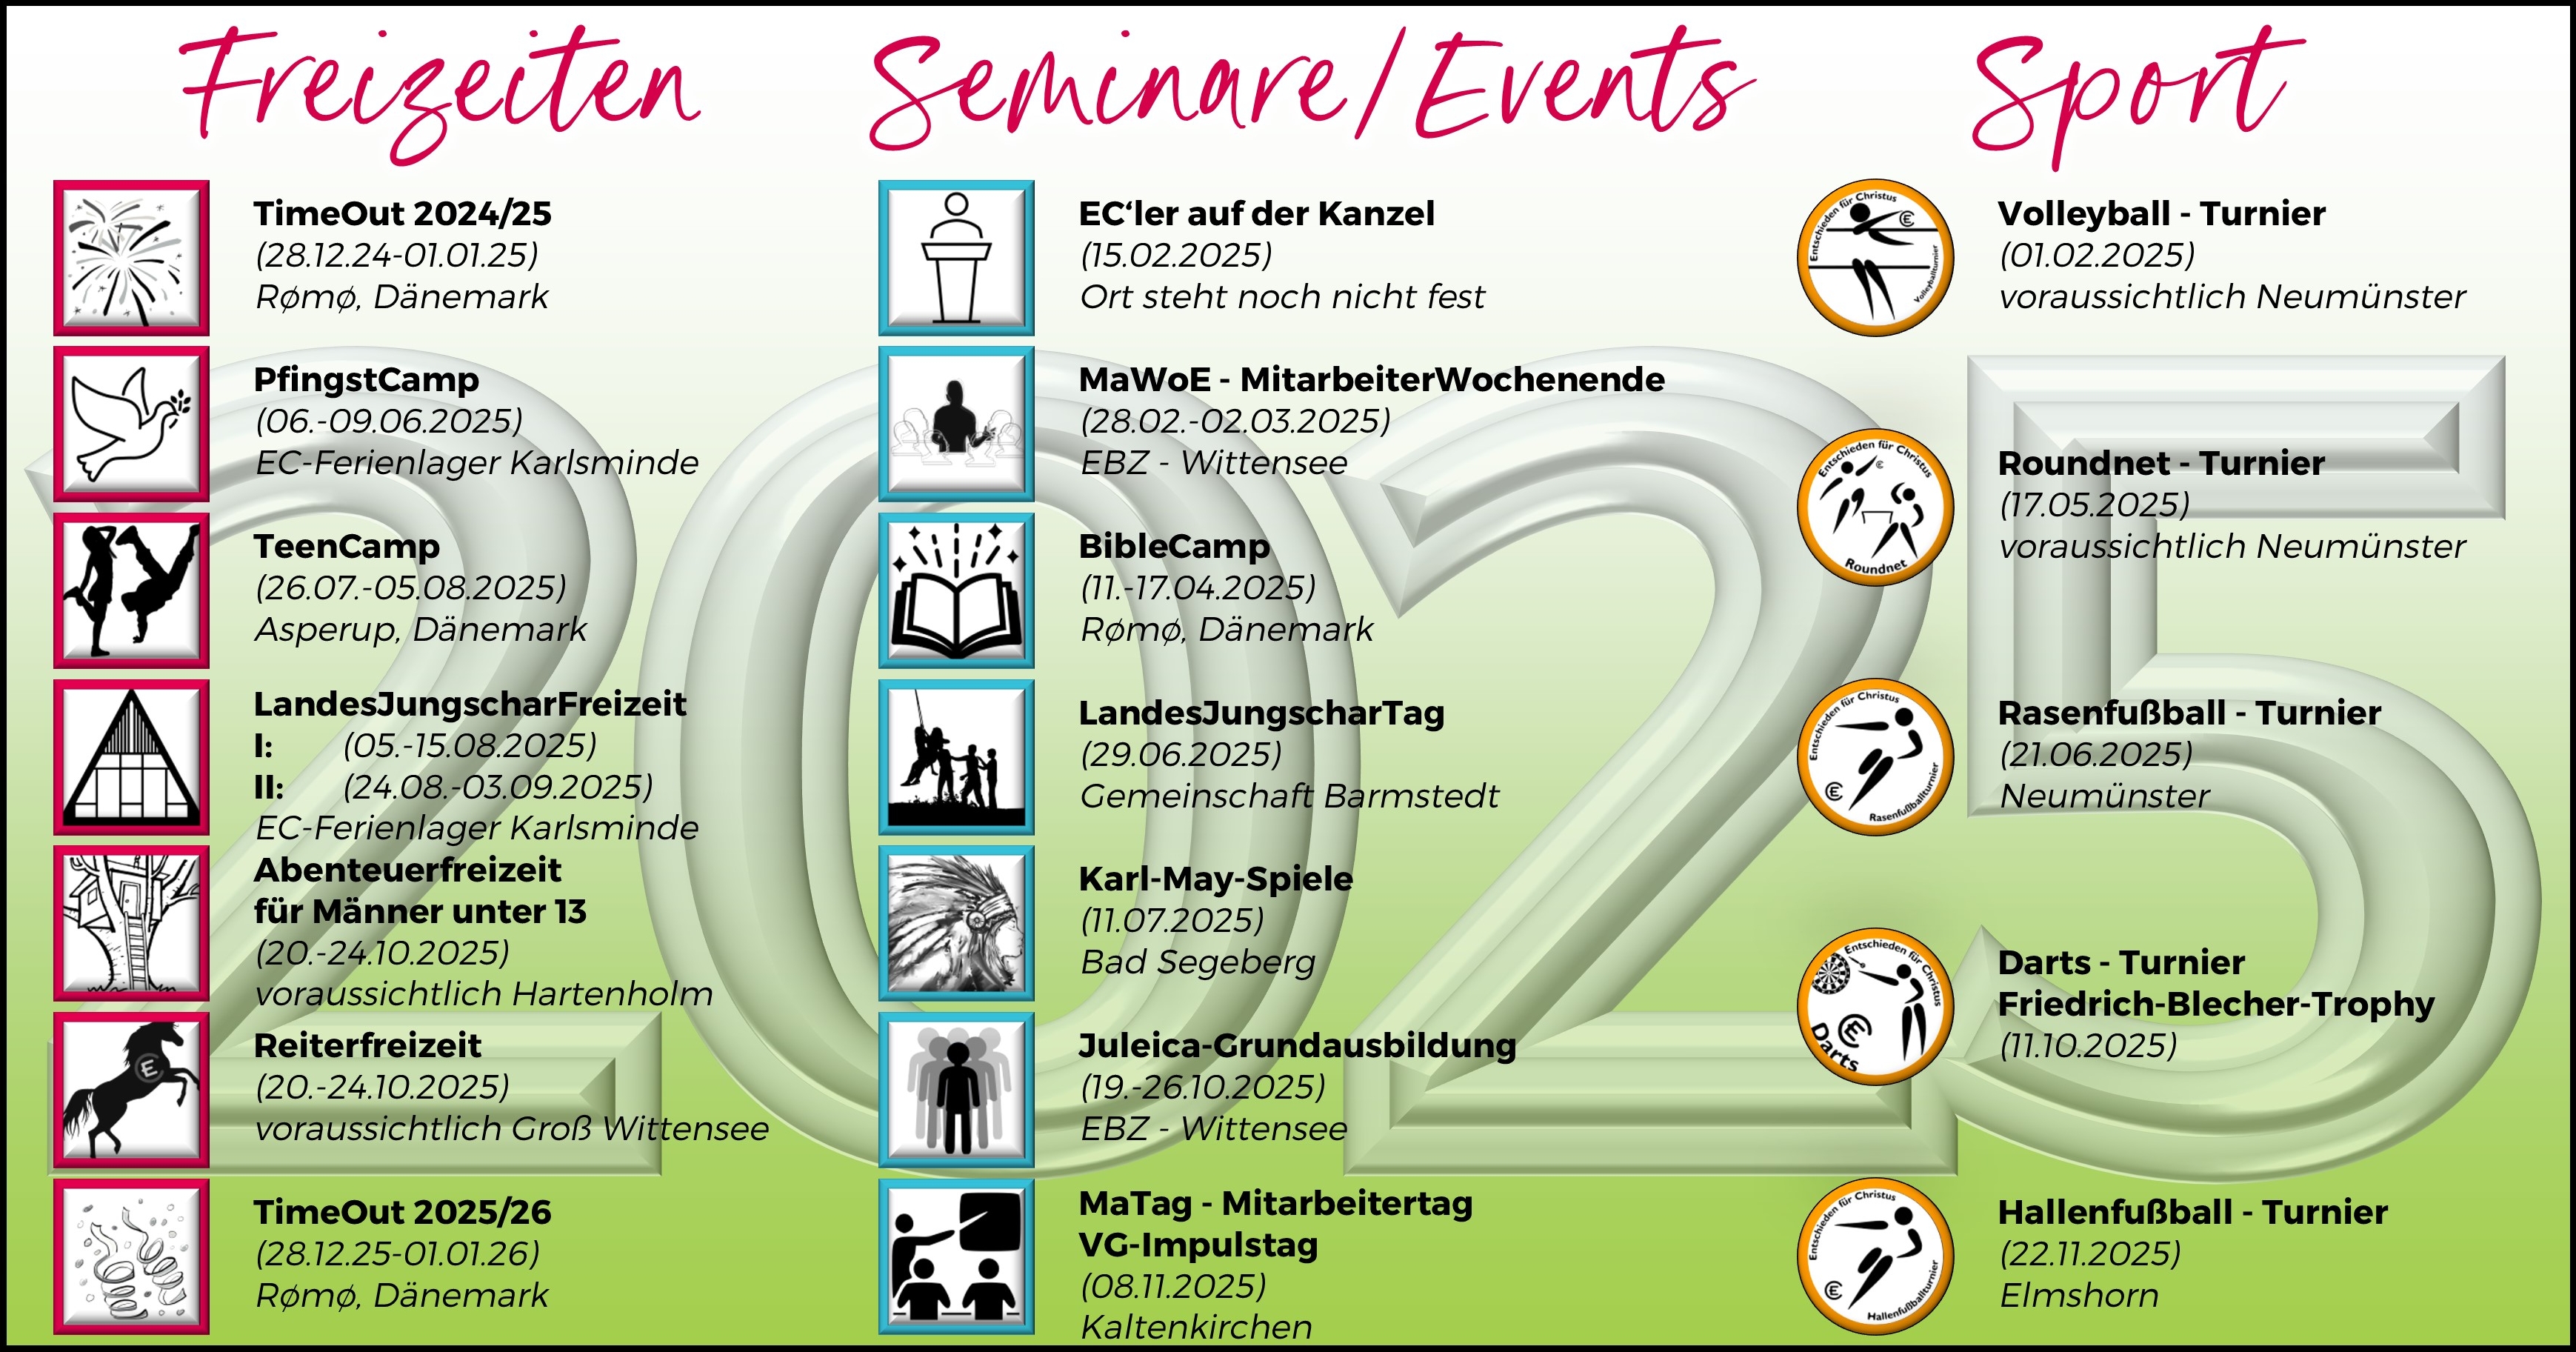 Freizeiten
TimeOut 2024/25
(28.12.24-01.01.25)
Rømø, Dänemark
PfingstCamp
(06.-09.06.2025)
EC-Ferienlager Karlsminde
TeenCamp
(26.07.-05.08.2025)
Asperup, Dänemark
LandesJungscharFreizeit
I: (05.-15.08.2025)
II: (24.08.-03.09.2025)
EC-Ferienlager Karlsminde
Abenteuerfreizeit
für Männer unter 13
(20.-24.10.2025)
voraussichtlich Hartenholm
Reiterfreizeit
(20.-24.10.2025)
voraussichtlich Groß Wittensee
TimeOut 2025/26
(28.12.25-01.01.26)
Rømø, Dänemark
Seminare/Events
EC‘ler auf der Kanzel
(15.02.2025)
Ort steht noch nicht fest
MaWoE - MitarbeiterWochenende
(28.02.-02.03.2025)
EBZ - Wittensee
BibleCamp
(11.-17.04.2025)
Rømø, Dänemark
LandesJungscharTag
(29.06.2025)
Gemeinschaft Barmstedt
Karl-May-Spiele
(11.07.2025)
Bad Segeberg
Juleica-Grundausbildung
(19.-26.10.2025)
EBZ - Wittensee
MaTag - Mitarbeitertag
VG-Impulstag
(08.11.2025)
Kaltenkirchen
Sport
Entschieden für Christus
Volleyballturnier
Volleyball - Turnier
(01.02.2025)
voraussichtlich Neumünster
Entschieden für Christus
Roundnet
Roundnet - Turnier
(17.05.2025)
voraussichtlich Neumünster
Entschieden für Christus
Rasenfußballturnier
Rasenfußball - Turnier
(21.06.2025)
Neumünster
Entschieden für Christus
Darts
Darts - Turnier
Friedrich-Blecher-Trophy
(11.10.2025)
Entschieden für Christus
Hallenfußballturnier
Hallenfußball - Turnier
(22.11.2025)
Elmshorn
2025